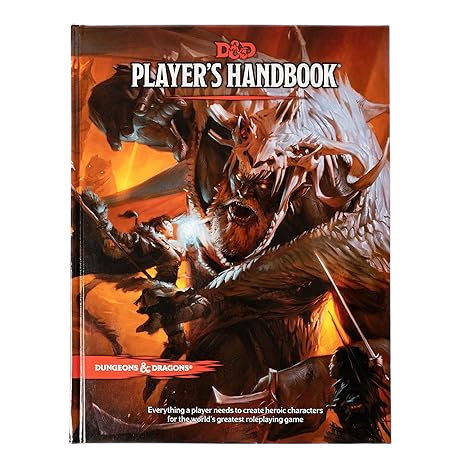 D&D
PLAYER'S HANDBOOK®
DUNGEONS & DRAGONS®
Everything a player needs to create heroic characters
for the world's greatest roleplaying game